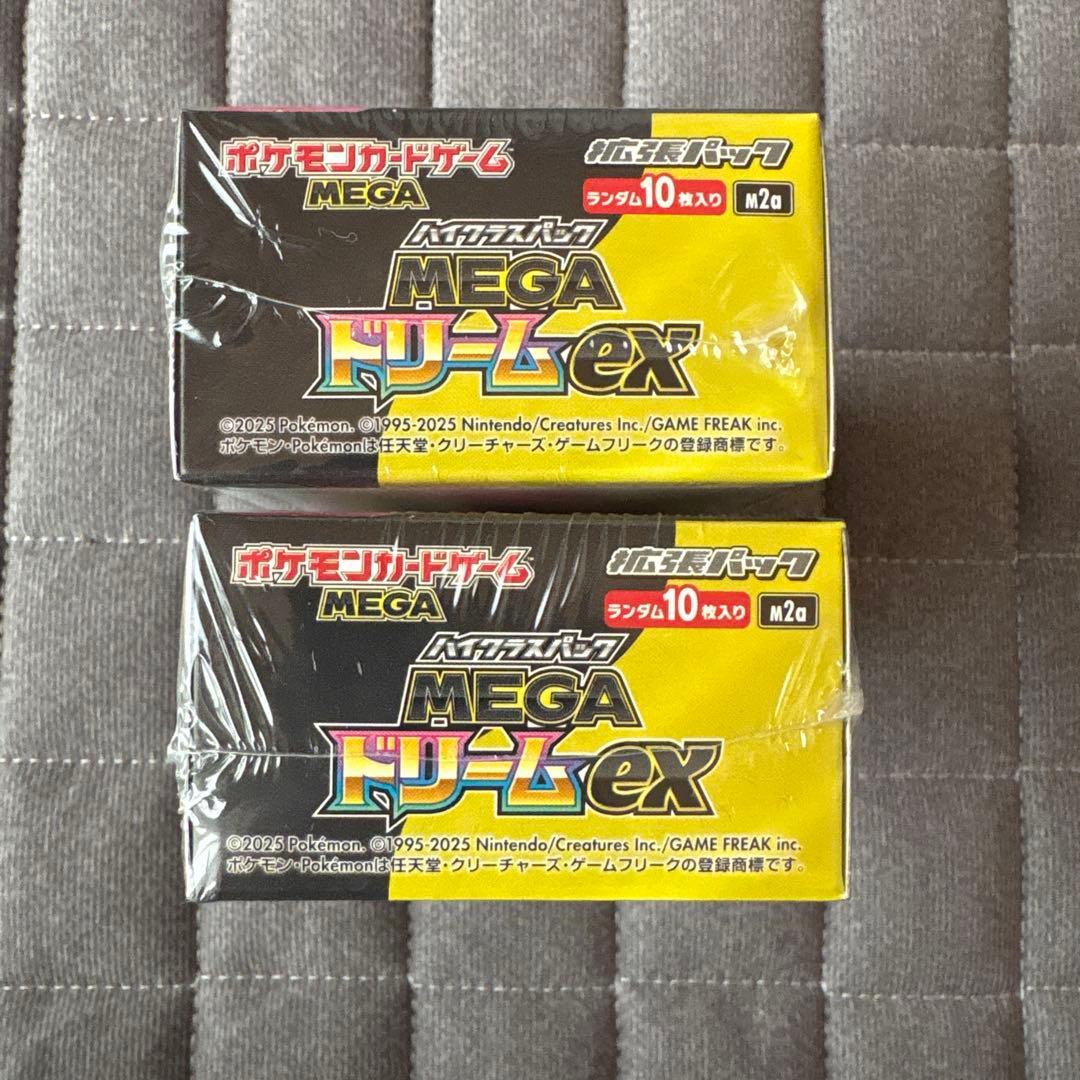 ポケモンカードゲーム
MEGA
拡張パック
ランダム10枚入り M2a
ハイクラスパック
MEGA
ドリームex
©2025 Pokémon. ©1995-2025 Nintendo/Creatures Inc./GAME FREAK inc.
ポケモン・Pokémonは任天堂・クリーチャーズ・ゲームフリークの登録商標です。
ポケモンカードゲーム
MEGA
拡張パック
ランダム10枚入り M2a
ハイクラスパック
MEGA
ドリームex
©2025 Pokémon. ©1995-2025 Nintendo/Creatures Inc./GAME FREAK inc.
ポケモン・Pokémonは任天堂・クリーチャーズ・ゲームフリークの登録商標です。